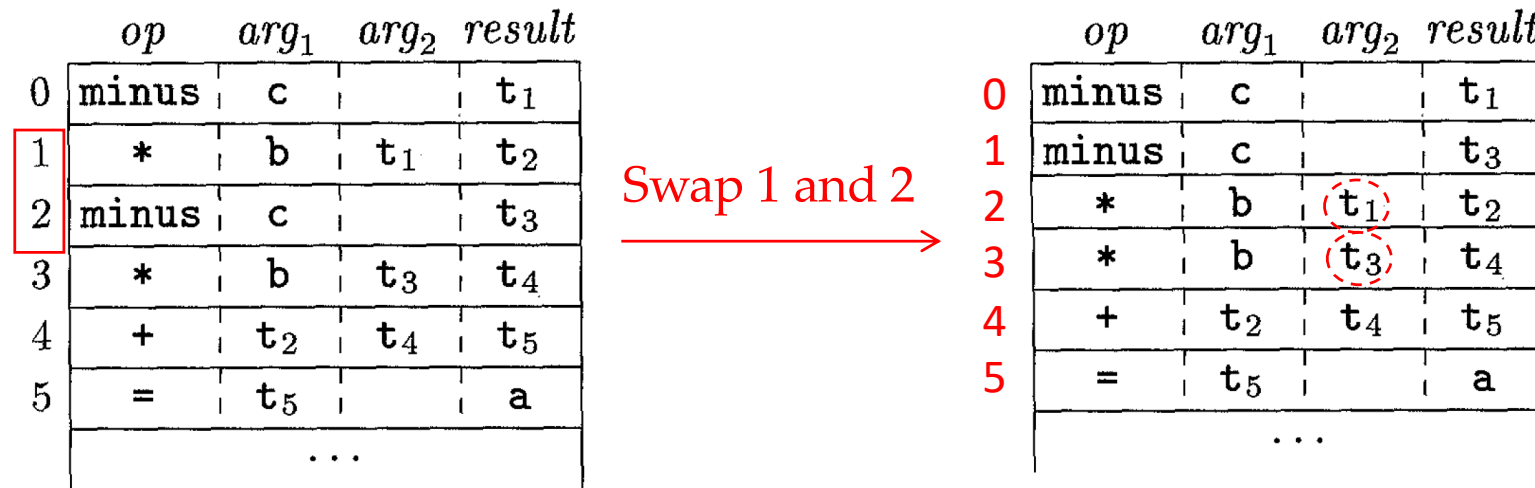 op arg₁ arg₂ result
0 minus c t₁
1 * b t₁ t₂
2 minus c t₃
3 * b t₃ t₄
4 + t₂ t₄ t₅
5 = t₅ a
...
Swap 1 and 2
op arg₁ arg₂ result
0 minus c t₁
1 minus c t₃
2 * b t₁ t₂
3 * b t₃ t₄
4 + t₂ t₄ t₅
5 = t₅ a
...